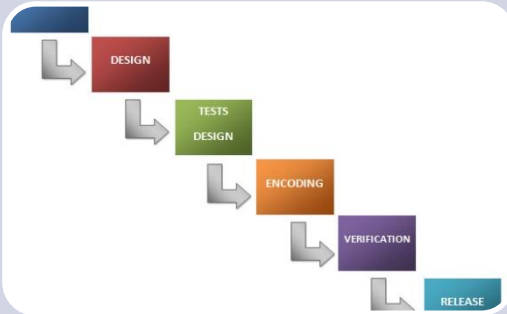 DESIGN
TESTS
DESIGN
ENCODING
VERIFICATION
RELEASE